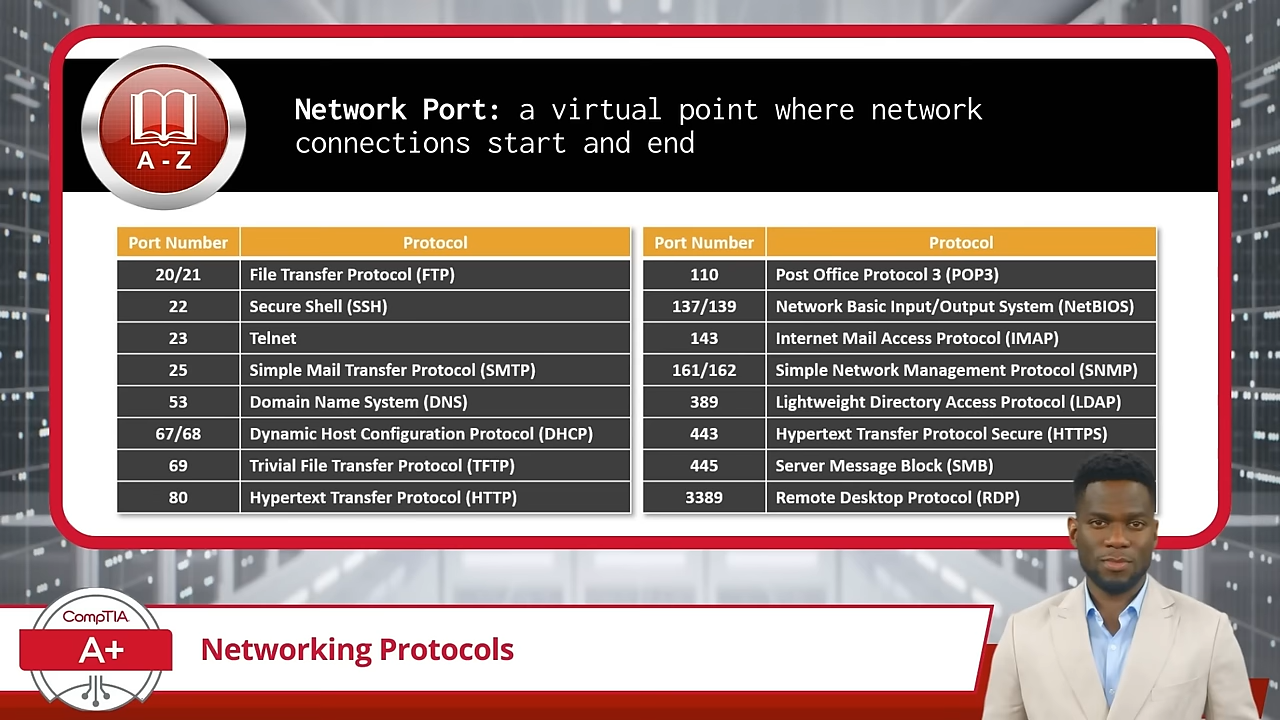 A - Z
Network Port: a virtual point where network
connections start and end
Port Number Protocol
20/21 File Transfer Protocol (FTP)
22 Secure Shell (SSH)
23 Telnet
25 Simple Mail Transfer Protocol (SMTP)
53 Domain Name System (DNS)
67/68 Dynamic Host Configuration Protocol (DHCP)
69 Trivial File Transfer Protocol (TFTP)
80 Hypertext Transfer Protocol (HTTP)
Port Number Protocol
110 Post Office Protocol 3 (POP3)
137/139 Network Basic Input/Output System (NetBIOS)
143 Internet Mail Access Protocol (IMAP)
161/162 Simple Network Management Protocol (SNMP)
389 Lightweight Directory Access Protocol (LDAP)
443 Hypertext Transfer Protocol Secure (HTTPS)
445 Server Message Block (SMB)
3389 Remote Desktop Protocol (RDP)
CompTIA
A+
Networking Protocols